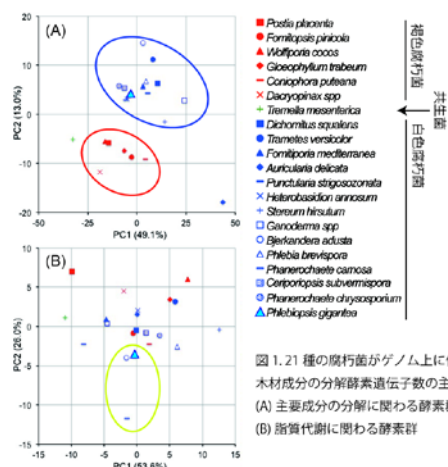 (A)
20
10
0
-10
-20
PC2 (13.0%)
-50
0
50
PC1 (49.1%)
(B)
10
5
0
-5
-10
-15
PC2 (26.0%)
-15
-10
-5
0
5
10
15
PC1 (53.6%)
Postia placenta
Fomitopsis pinicola
Wolfiporia cocos
Gloeophyllum trabeum
Coniophora puteana
Dacryopinax spp
Tremella mesenterica
Dichomitus squalens
Trametes versicolor
Fomitiporia mediterranea
Auricularia delicata
Punctularia strigosozonata
Heterobasidion annosum
Stereum hirsutum
Ganoderma spp
Bjerkandera adusta
Phlebia brevispora
Phanerochaete carnosa
Ceriporiopsis subvermispora
Phanerochaete chrysosporium
Phlebiopsis gigantea
褐色腐朽菌
共生菌
白色腐朽菌
図 1. 21 種の腐朽菌がゲノム上に
木材成分の分解酵素遺伝子数の主
(A) 主要成分の分解に関わる酵素
(B) 脂質代謝に関わる酵素群